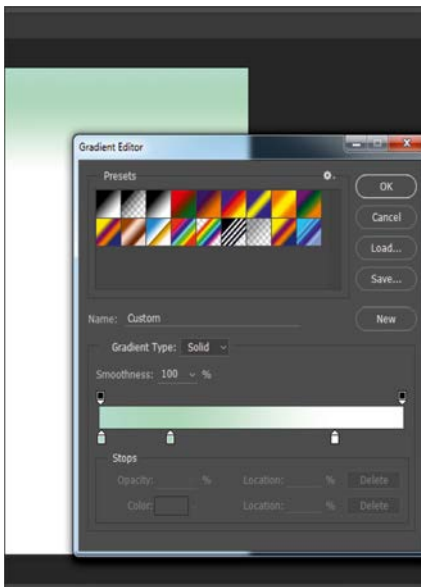 Gradient Editor
Presets
OK
Cancel
Load...
Save...
Name: Custom
New
Gradient Type: Solid
Smoothness: 100 %
Stops
Opacity: % Location: % Delete
Color: Location: % Delete